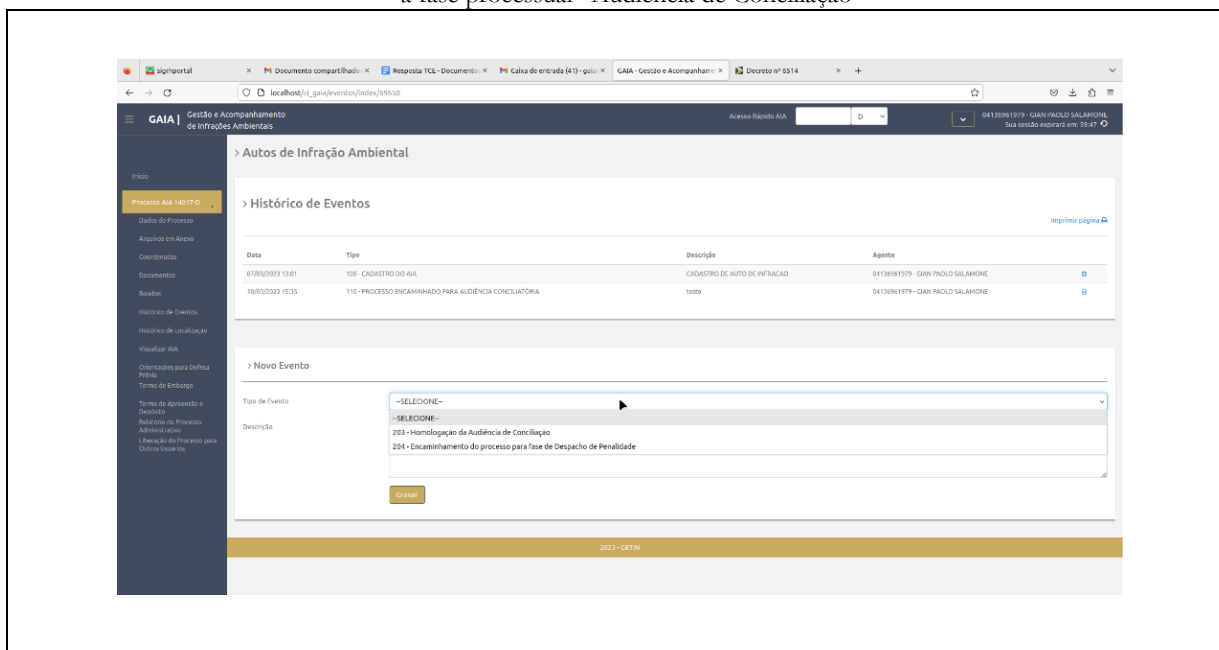 a fase processual "Audiência de Conciliação"
sigrhportal
Documento compartilhado
Resposta TCE - Documentos
Caixa de entrada (41) - gaia
GAIA - Gestão e Acompanhame
Decreto nº 6514
localhost/ci_gaia/eventos/index/69650
GAIA | Gestão e Acompanhamento
de Infrações Ambientais
Acesso Rápido AIA
D
04136961979 - GIAN PAOLO SALAMONE
Sua sessão expirará em: 59:47
> Autos de Infração Ambiental
Início
Processo AIA 14017-D
Dados do Processo
Arquivos em Anexo
Coordenadas
Documentos
Boletos
Histórico de Eventos
Histórico de Localização
Visualizar AIA
Orientações para Defesa
Prévia
Termo de Embargo
Termo de Apreensão e
Depósito
Relatório do Processo
Administrativo
Liberação do Processo para
Outros Usuários
> Histórico de Eventos
Imprimir página
Data Tipo Descrição Agente
07/03/2023 13:01 100 - CADASTRO DO AIA CADASTRO DE AUTO DE INFRACAO 04136961979 - GIAN PAOLO SALAMONE
10/03/2023 15:35 110 - PROCESSO ENCAMINHADO PARA AUDIÊNCIA CONCILIATÓRIA teste 04136961979 - GIAN PAOLO SALAMONE
> Novo Evento
Tipo de Evento
--SELECIONE--
--SELECIONE--
Descrição
203 - Homologação da Audiência de Conciliação
204 - Encaminhamento do processo para fase de Despacho de Penalidade
Gravar
2023 - GETIN